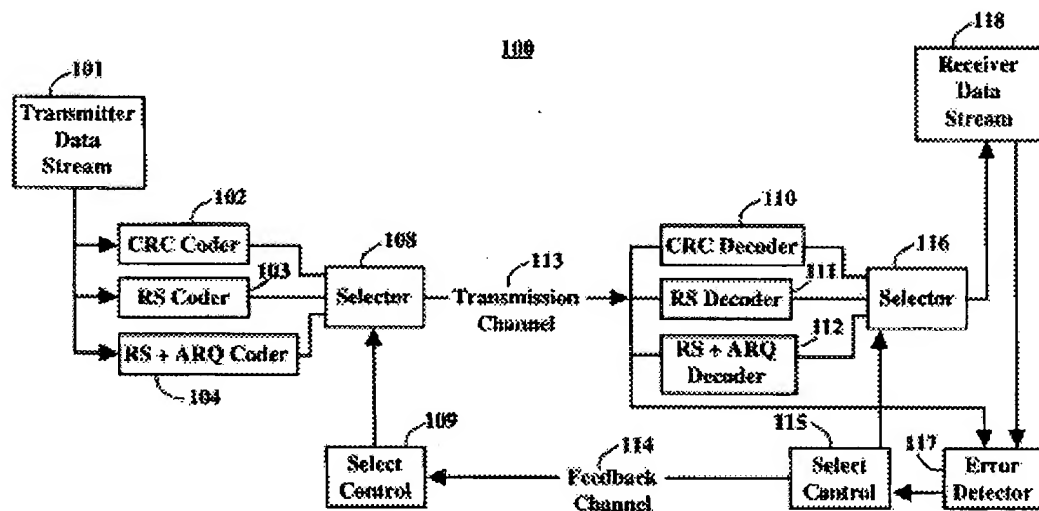 118
100
101
Receiver
Data
Stream
Transmitter
Data
Stream
102
110
CRC Coder
108
CRC Decoder
116
103
113
111
RS Coder
Selector
Transmission
Channel
RS Decoder
Selector
112
RS + ARQ Coder
RS + ARQ
Decoder
104
109
114
115
117
Select
Control
Feedback
Channel
Select
Control
Error
Detector